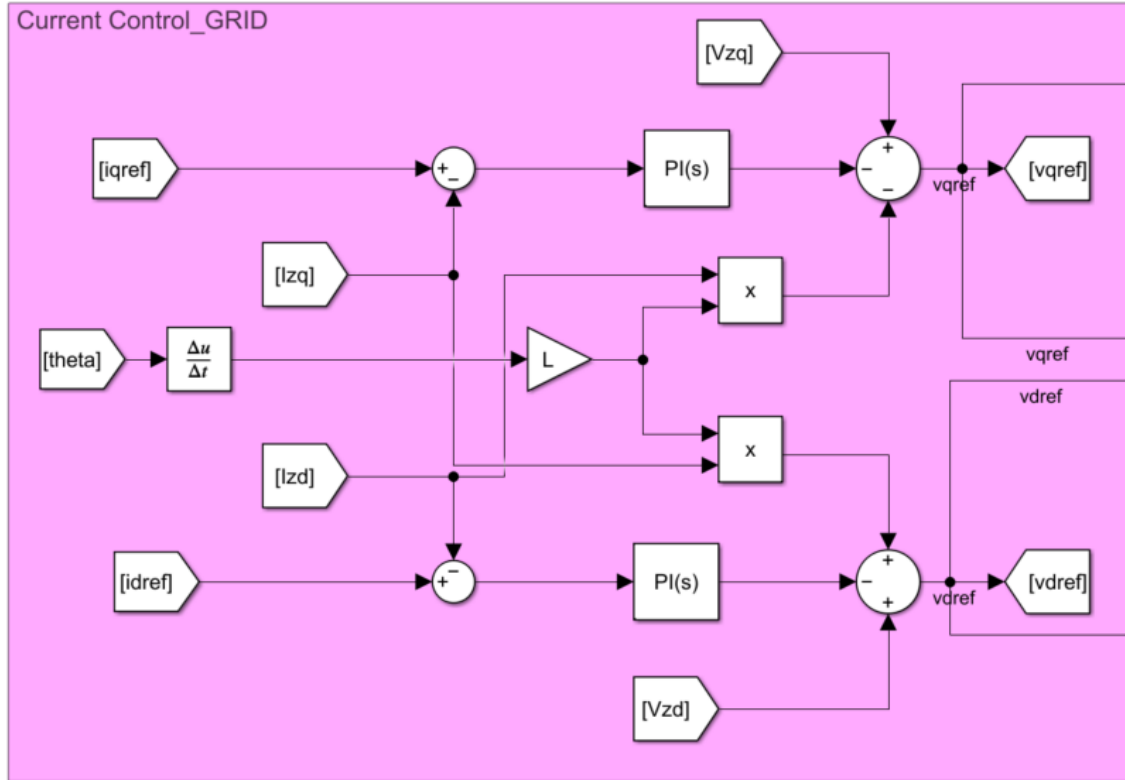 Current Control_GRID
[Vzq]
[iqref]
+
−
PI(s)
+
−
−
vqref
[vqref]
[Izq]
x
[theta]
Δu
Δt
L
vqref
vdref
[Izd]
x
[idref]
+
−
PI(s)
+
−
+
vdref
[vdref]
[Vzd]